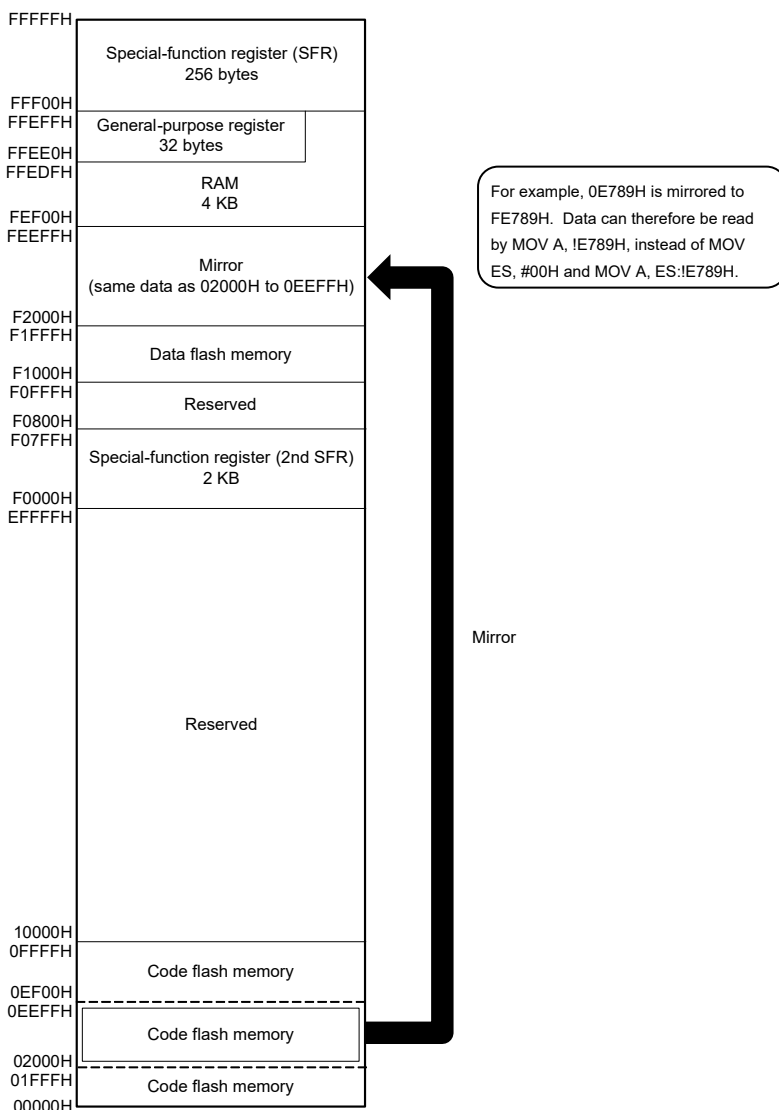 FFFFFH
Special-function register (SFR)
256 bytes
FFF00H
FFEFFH
General-purpose register
32 bytes
FFEE0H
FFEDFH
RAM
4 KB
FEF00H
FEEFFH
Mirror
(same data as 02000H to 0EEFFH)
F2000H
F1FFFH
Data flash memory
F1000H
F0FFFH
Reserved
F0800H
F07FFH
Special-function register (2nd SFR)
2 KB
F0000H
EFFFFH
Reserved
10000H
0FFFFH
Code flash memory
0EF00H
0EEFFH
Code flash memory
02000H
01FFFH
Code flash memory
00000H
For example, 0E789H is mirrored to
FE789H. Data can therefore be read
by MOV A, !E789H, instead of MOV
ES, #00H and MOV A, ES:!E789H.
Mirror